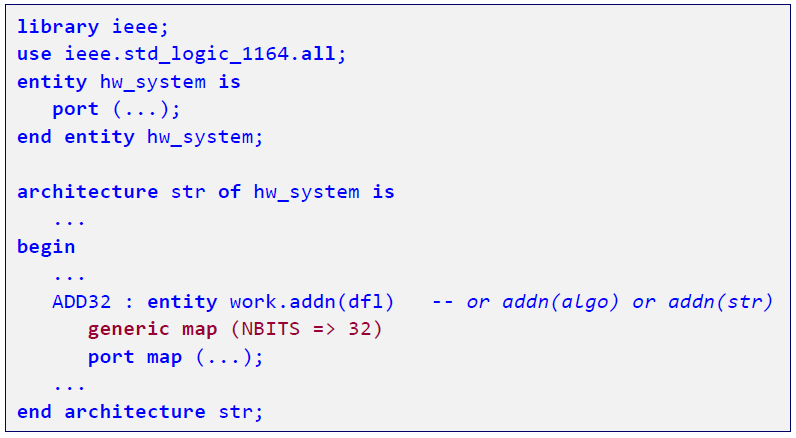 library ieee;
use ieee.std_logic_1164.all;
entity hw_system is
   port (...);
end entity hw_system;

architecture str of hw_system is
   ...
begin
   ...
   ADD32 : entity work.addn(dfl)   -- or addn(algo) or addn(str)
      generic map (NBITS => 32)
      port map (...);
   ...
end architecture str;